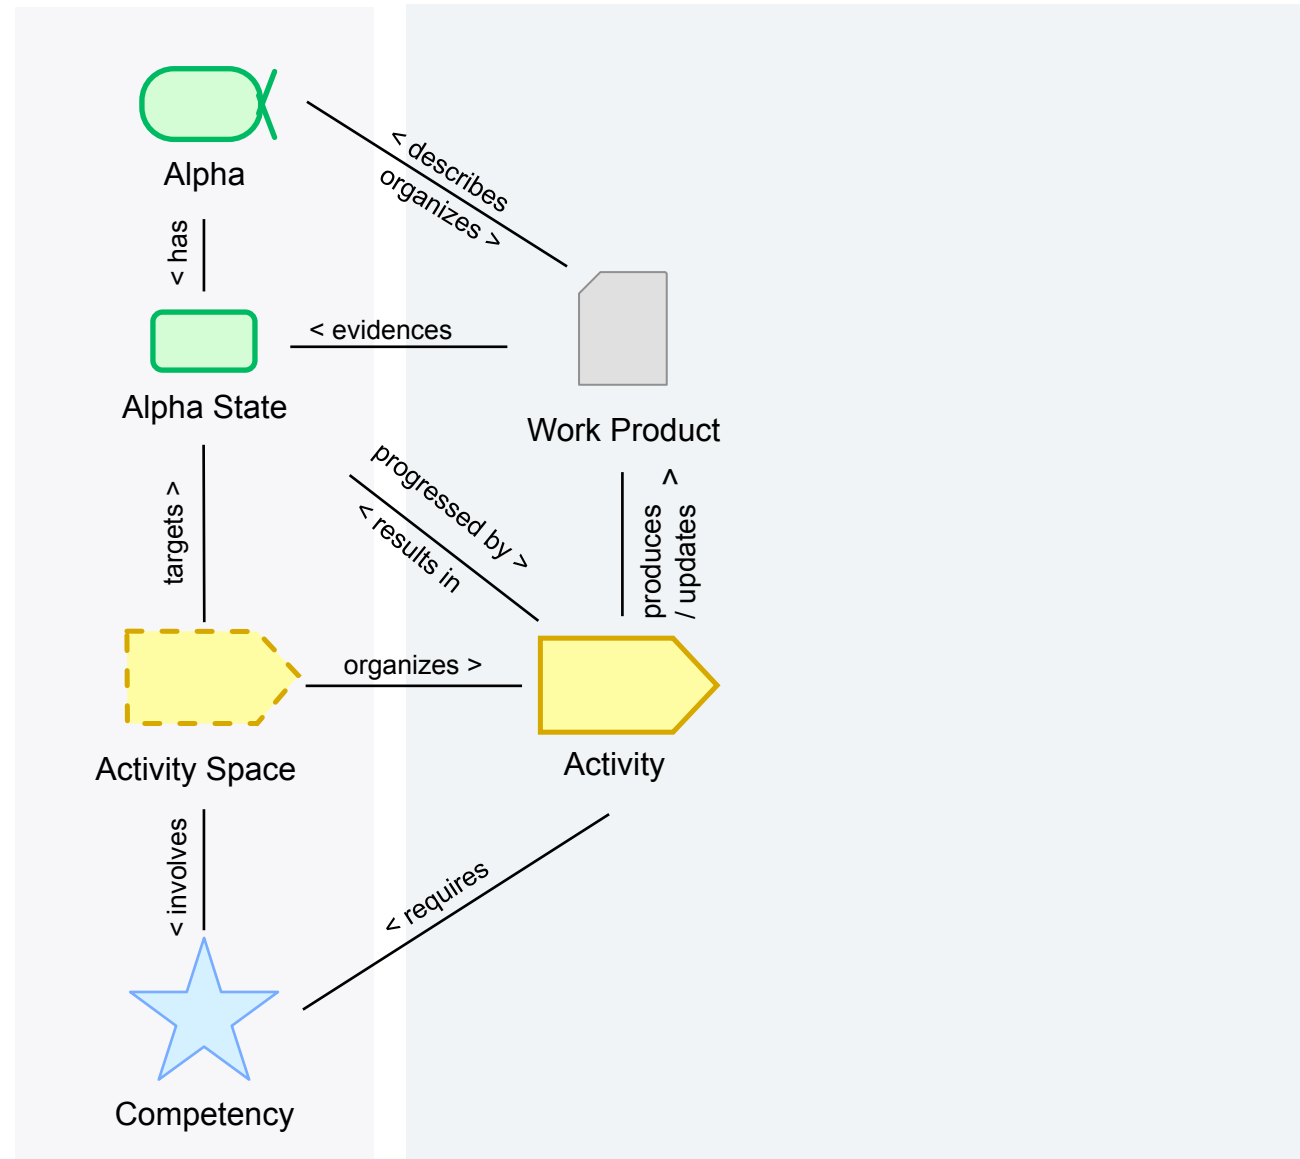 Alpha
< describes
organizes >
< has
< evidences
Alpha State
Work Product
progressed by >
< results in
targets >
produces >
/ updates
organizes >
Activity Space
Activity
< involves
< requires
Competency